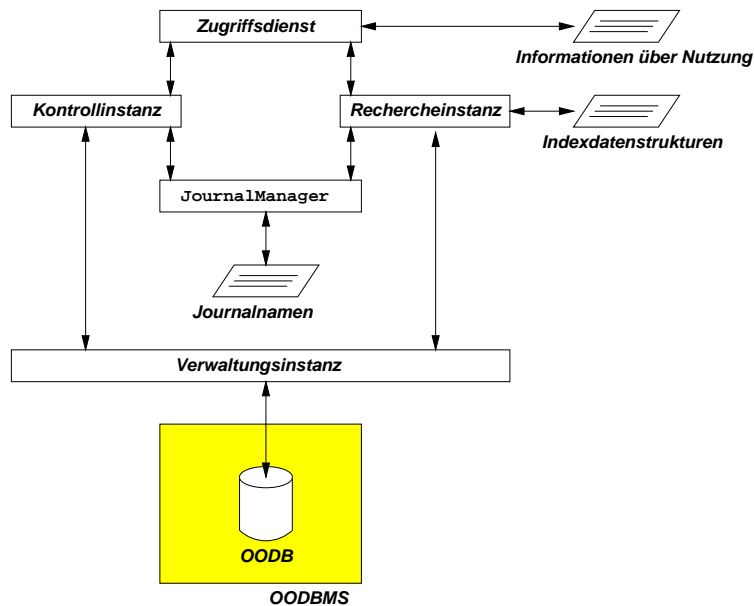 Zugriffsdienst
Informationen über Nutzung
Kontrollinstanz
Rechercheinstanz
Indexdatenstrukturen
JournalManager
Journalnamen
Verwaltungsinstanz
OODB
OODBMS